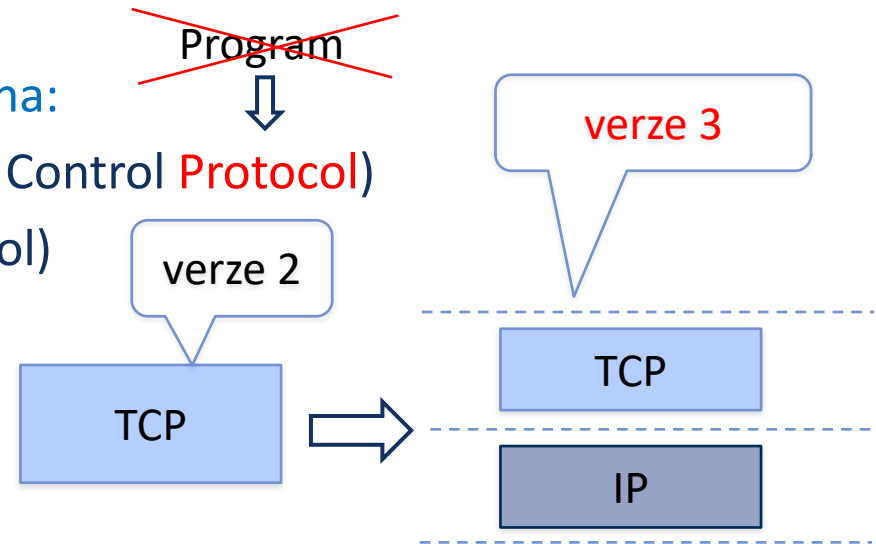 Program
na:
verze 3
Control Protocol)
ol)
verze 2
TCP
TCP
IP